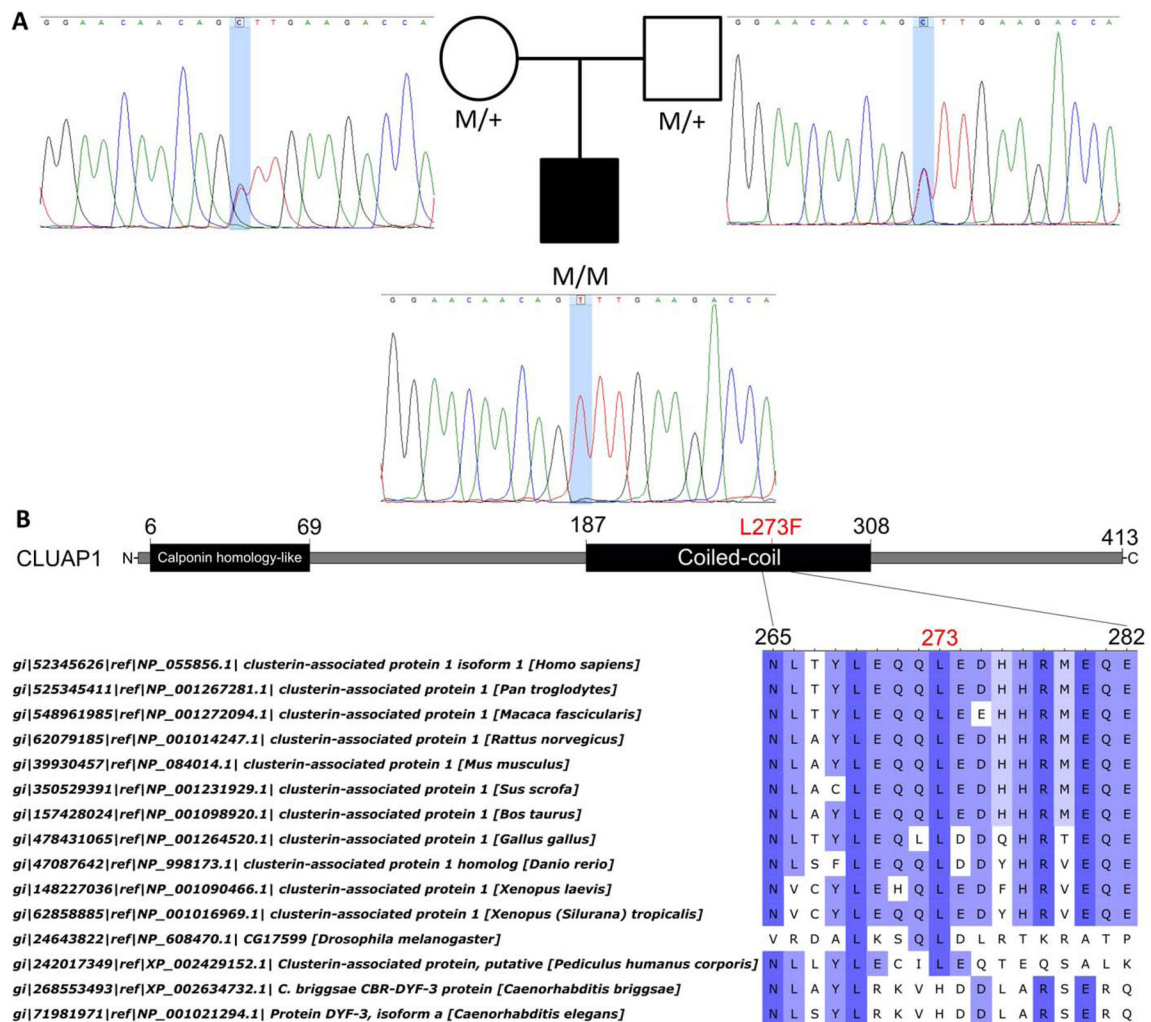 A
G G A A C A A C A G C T T G A A G A C C A
G G A A C A A C A G C T T G A A G A C C A
M/+
M/+
M/M
G G A A C A A C A G T T T G A A G A C C A
B
6 69 187 L273F 308 413
CLUAP1 N- Calponin homology-like Coiled-coil -C
265 273 282
gi|52345626|ref|NP_055856.1| clusterin-associated protein 1 isoform 1 [Homo sapiens] N L T Y L E Q Q L E D H H R M E Q E
gi|525345411|ref|NP_001267281.1| clusterin-associated protein 1 [Pan troglodytes] N L T Y L E Q Q L E D H H R M E Q E
gi|548961985|ref|NP_001272094.1| clusterin-associated protein 1 [Macaca fascicularis] N L T Y L E Q Q L E E H H R M E Q E
gi|62079185|ref|NP_001014247.1| clusterin-associated protein 1 [Rattus norvegicus] N L A Y L E Q Q L E D H H R M E Q E
gi|39930457|ref|NP_084014.1| clusterin-associated protein 1 [Mus musculus] N L A Y L E Q Q L E D H H R M E Q E
gi|350529391|ref|NP_001231929.1| clusterin-associated protein 1 [Sus scrofa] N L A C L E Q Q L E D H H R M E Q E
gi|157428024|ref|NP_001098920.1| clusterin-associated protein 1 [Bos taurus] N L A Y L E Q Q L E D H H R M E Q E
gi|478431065|ref|NP_001264520.1| clusterin-associated protein 1 [Gallus gallus] N L T Y L E Q L L D D Q H R T E Q E
gi|47087642|ref|NP_998173.1| clusterin-associated protein 1 homolog [Danio rerio] N L S F L E Q Q L D D Y H R V E Q E
gi|148227036|ref|NP_001090466.1| clusterin-associated protein 1 [Xenopus laevis] N V C Y L E H Q L E D F H R V E Q E
gi|62858885|ref|NP_001016969.1| clusterin-associated protein 1 [Xenopus (Silurana) tropicalis] N V C Y L E Q Q L E D Y H R V E Q E
gi|24643822|ref|NP_608470.1| CG17599 [Drosophila melanogaster] V R D A L K S Q L D L R T K R A T P
gi|242017349|ref|XP_002429152.1| Clusterin-associated protein, putative [Pediculus humanus corporis] N L L Y L E C I L E Q T E Q S A L K
gi|268553493|ref|XP_002634732.1| C. briggsae CBR-DYF-3 protein [Caenorhabditis briggsae] N L A Y L R K V H D D L A R S E R Q
gi|71981971|ref|NP_001021294.1| Protein DYF-3, isoform a [Caenorhabditis elegans] N L S Y L R K V H D D L A R S E R Q